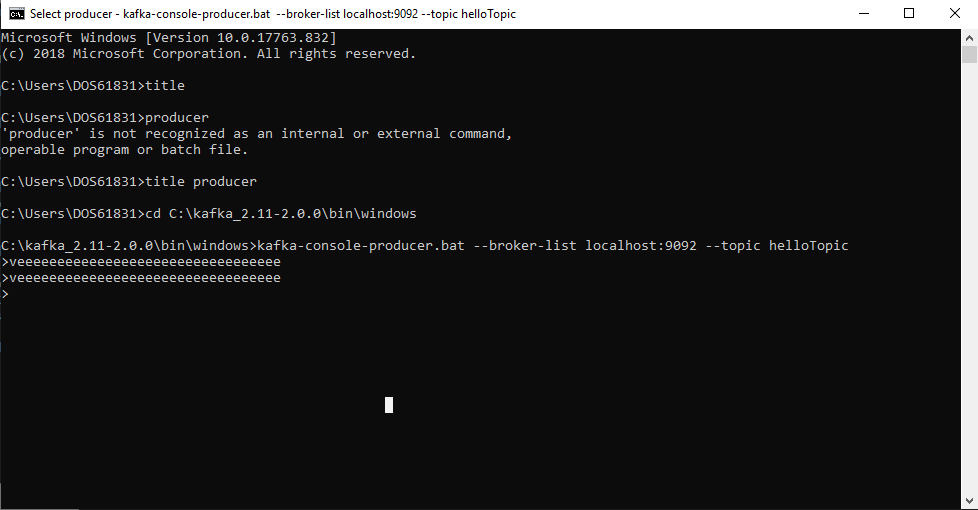 Select producer - kafka-console-producer.bat  --broker-list localhost:9092 --topic helloTopic
Microsoft Windows [Version 10.0.17763.832]
(c) 2018 Microsoft Corporation. All rights reserved.
C:\Users\DOS61831>title
C:\Users\DOS61831>producer
'producer' is not recognized as an internal or external command,
operable program or batch file.
C:\Users\DOS61831>title producer
C:\Users\DOS61831>cd C:\kafka_2.11-2.0.0\bin\windows
C:\kafka_2.11-2.0.0\bin\windows>kafka-console-producer.bat --broker-list localhost:9092 --topic helloTopic
>veeeeeeeeeeeeeeeeeeeeeeeeeeeeeeeee
>veeeeeeeeeeeeeeeeeeeeeeeeeeeeeeeee
>